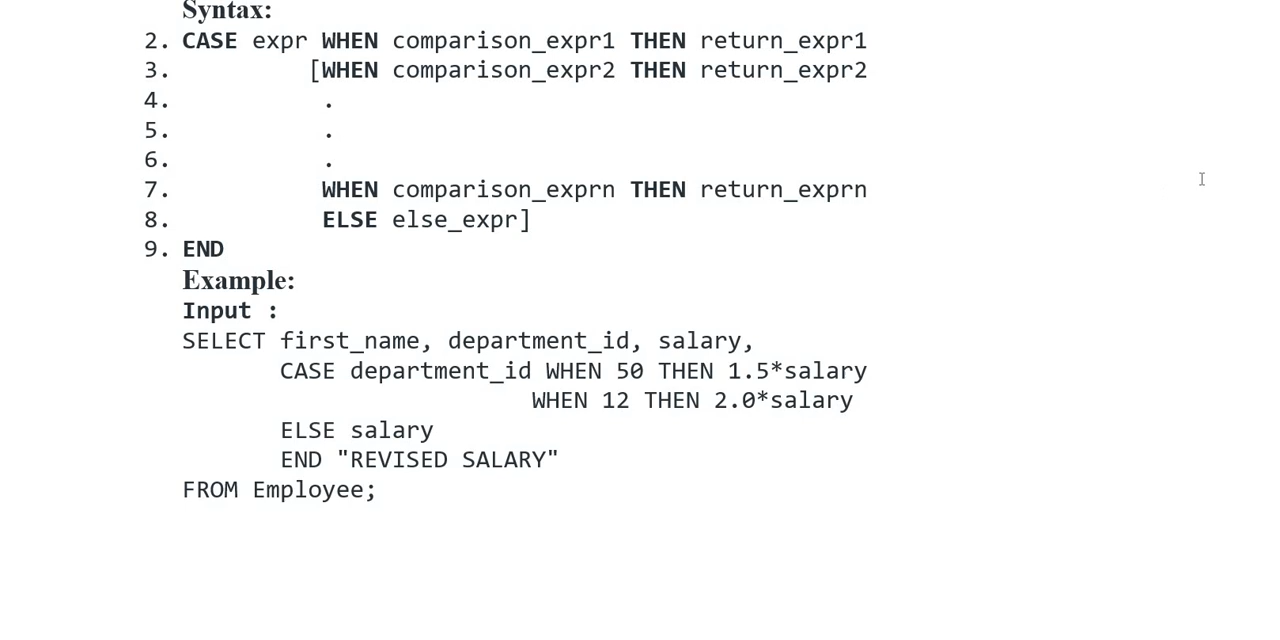 Syntax:
2. CASE expr WHEN comparison_expr1 THEN return_expr1
3. [WHEN comparison_expr2 THEN return_expr2
4. .
5. .
6. .
7. WHEN comparison_exprn THEN return_exprn
8. ELSE else_expr]
9. END
Example:
Input :
SELECT first_name, department_id, salary,
CASE department_id WHEN 50 THEN 1.5*salary
WHEN 12 THEN 2.0*salary
ELSE salary
END "REVISED SALARY"
FROM Employee;